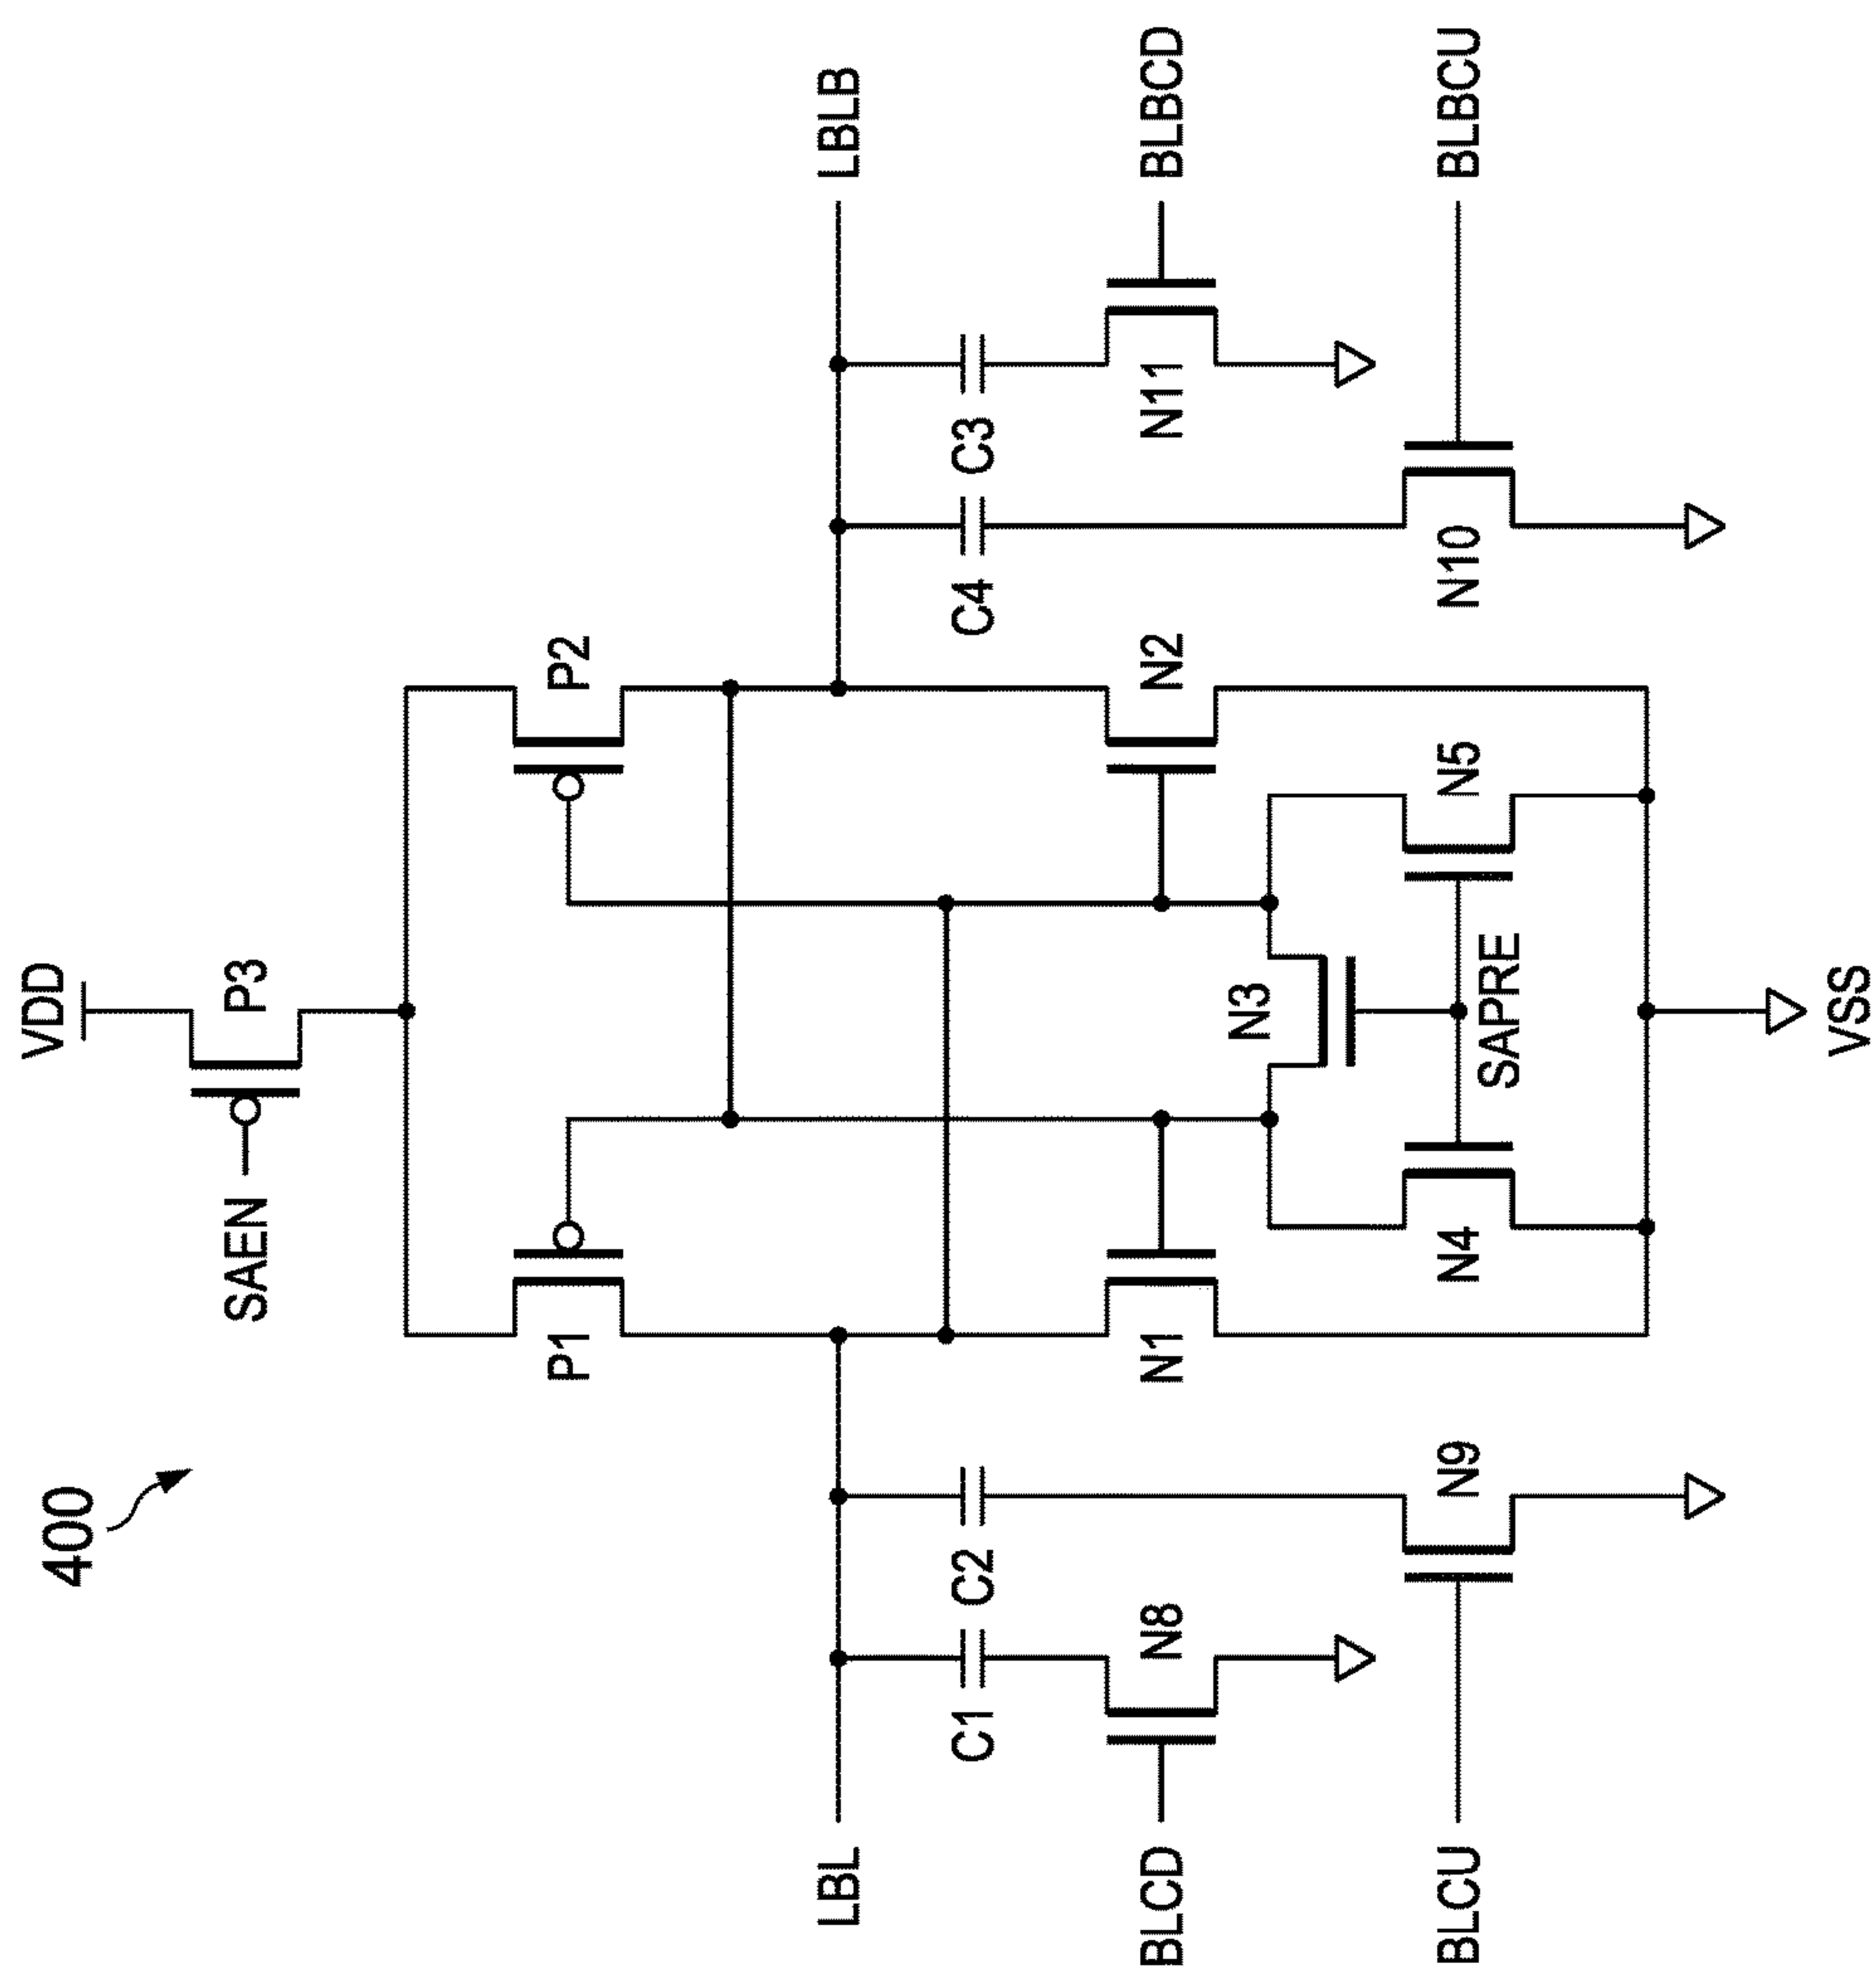 400
VDD
SAEN
P3
P1
P2
LBL
LBLB
C1
C2
C4
C3
BLCD
N8
N1
N2
N11
BLBCD
N3
BLCU
N9
N4
N5
N10
BLBCU
SAPRE
VSS